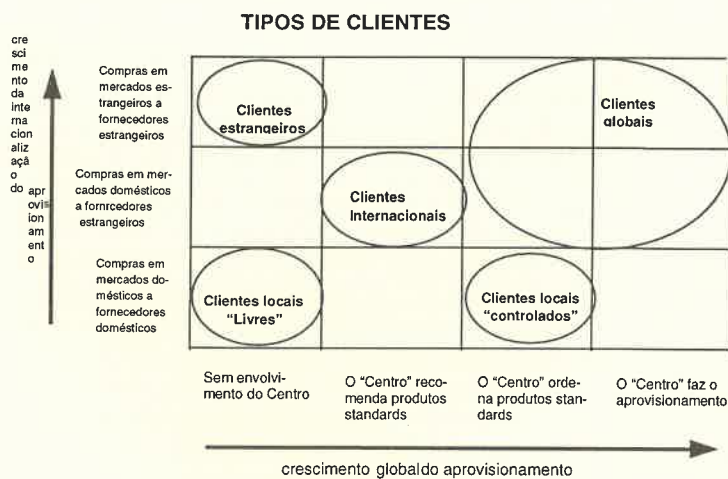 TIPOS DE CLIENTES
cre
sci
me
nto
da
inte
rna
cion
aliz
açã
o
do
apr
ovis
ion
am
ent
o
Compras em
mercados es-
trangeiros a
fornecedores
estrangeiros
Compras em mer-
cados domésticos
a fornrcedores
estrangeiros
Compras em
mercados do-
mésticos a
fornecedores
domésticos
Clientes
estrangeiros
Clientes
globais
Clientes
Internacionais
Clientes locais
"Livres"
Clientes locais
"controlados"
Sem envolvi-
mento do Centro
O "Centro" reco-
menda produtos
standards
O "Centro" orde-
na produtos stan-
dards
O "Centro" faz o
aprovisionamento
crescimento globaldo aprovisionamento